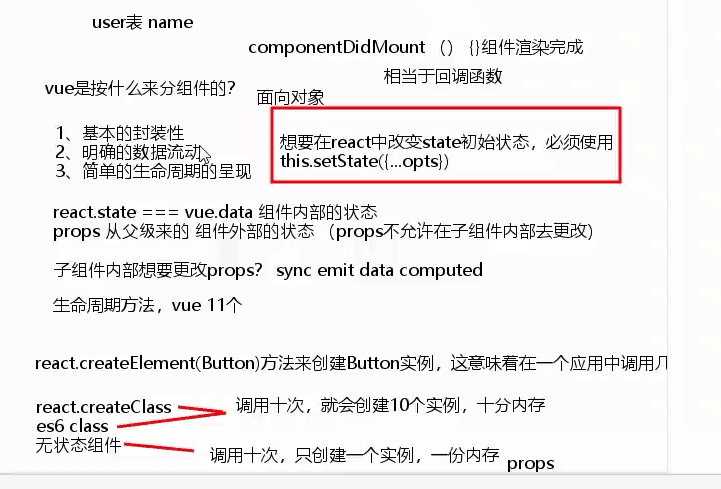 user表 name
componentDidMount （） {}组件渲染完成
相当于回调函数
vue是按什么来分组件的？
面向对象
1、基本的封装性
2、明确的数据流动
3、简单的生命周期的呈现
想要在react中改变state初始状态，必须使用
this.setState({...opts})
react.state === vue.data 组件内部的状态
props 从父级来的 组件外部的状态 （props不允许在子组件内部去更改)
子组件内部想要更改props？ sync emit data computed
生命周期方法，vue 11个
react.createElement(Button)方法来创建Button实例，这意味着在一个应用中调用几
react.createClass
es6 class
无状态组件
调用十次，就会创建10个实例，十分内存
调用十次，只创建一个实例，一份内存
props